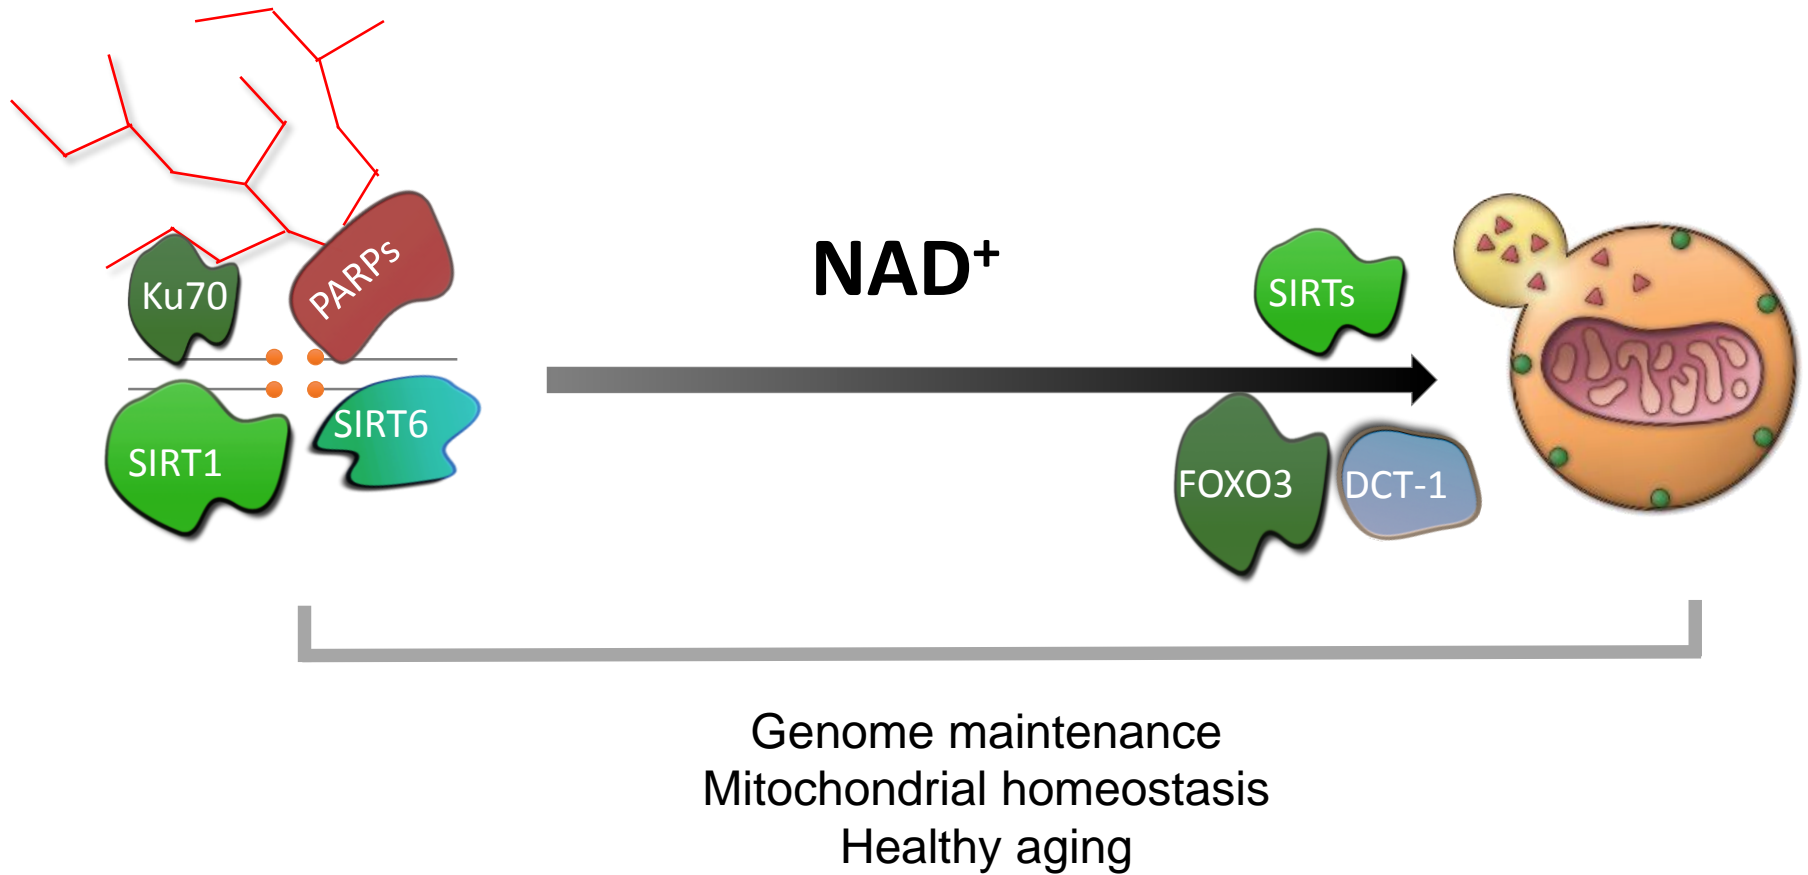 Ku70
PARPs
SIRT1
SIRT6
NAD+
SIRTs
FOXO3
DCT-1
Genome maintenance
Mitochondrial homeostasis
Healthy aging